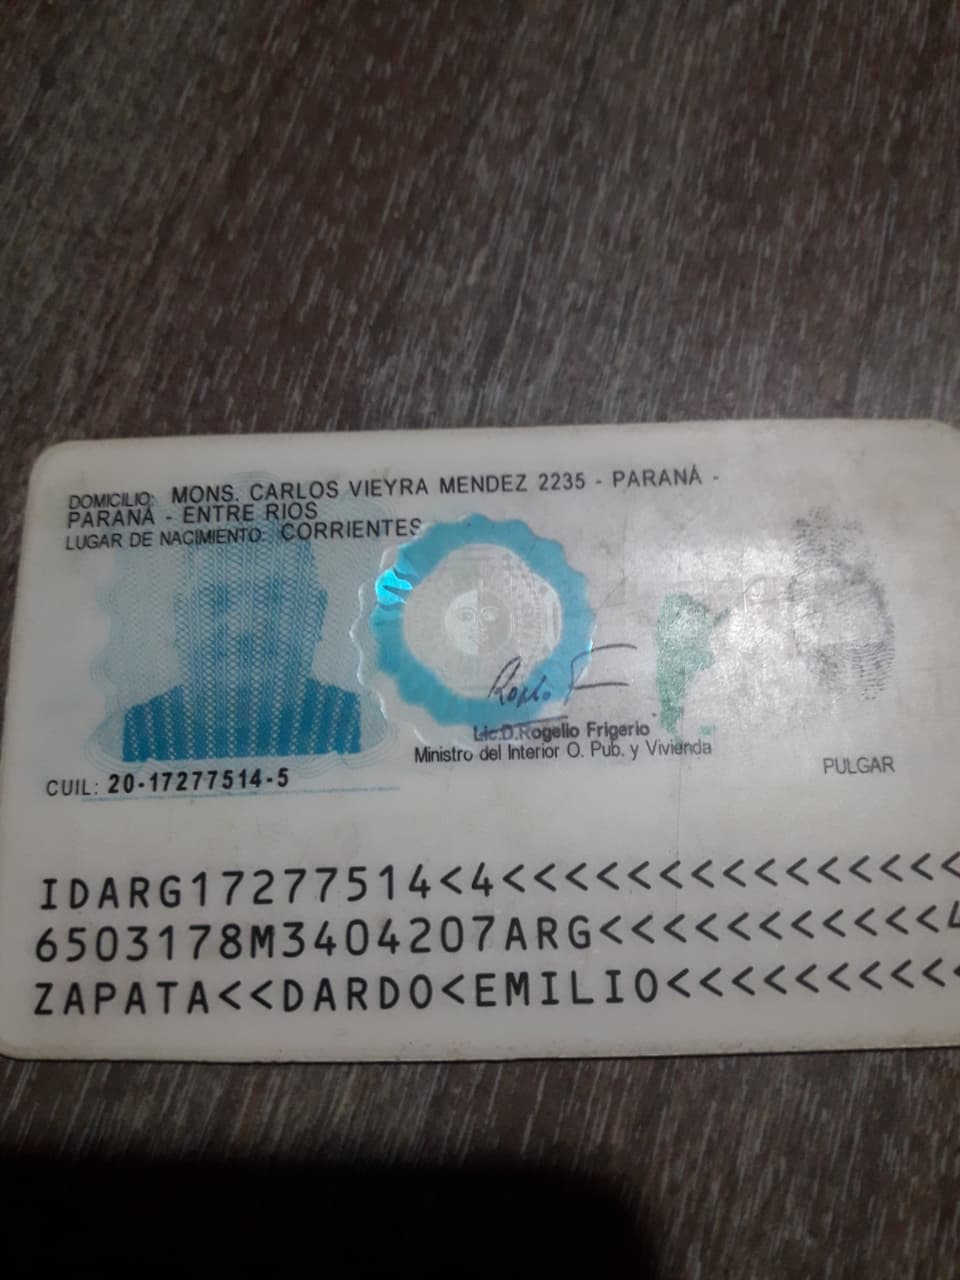 DOMICILIO: MONS. CARLOS VIEYRA MENDEZ 2235 - PARANÁ -
PARANÁ - ENTRE RIOS
LUGAR DE NACIMIENTO: CORRIENTES
Lic.D.Rogelio Frigerio
Ministro del Interior O. Pub. y Vivienda
PULGAR
CUIL: 20-17277514-5
IDARG17277514<4<<<<<<<<<<<<<<<
6503178M3404207ARG<<<<<<<<<<<4
ZAPATA<<DARDO<EMILIO<<<<<<<<<<